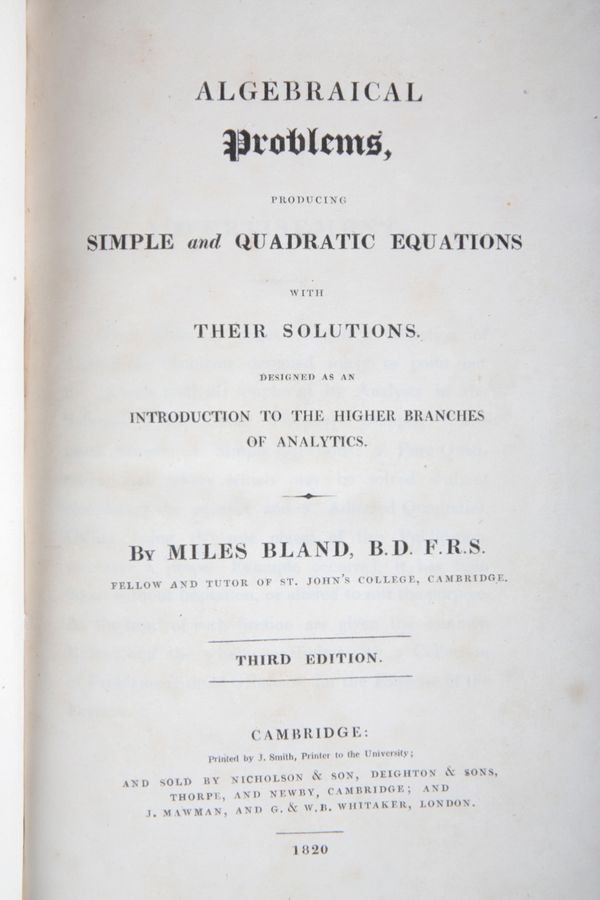 ALGEBRAICAL
Problems,
PRODUCING
SIMPLE and QUADRATIC EQUATIONS
WITH
THEIR SOLUTIONS.
DESIGNED AS AN
INTRODUCTION TO THE HIGHER BRANCHES
OF ANALYTICS.
By MILES BLAND, B.D. F.R.S.
FELLOW AND TUTOR OF ST. JOHN'S COLLEGE, CAMBRIDGE.
THIRD EDITION.
CAMBRIDGE:
Printed by J. Smith, Printer to the University;
AND SOLD BY NICHOLSON & SON, DEIGHTON & SONS,
THORPE, AND NEWBY, CAMBRIDGE; AND
J. MAWMAN, AND G. & W.B. WHITAKER, LONDON.
1820